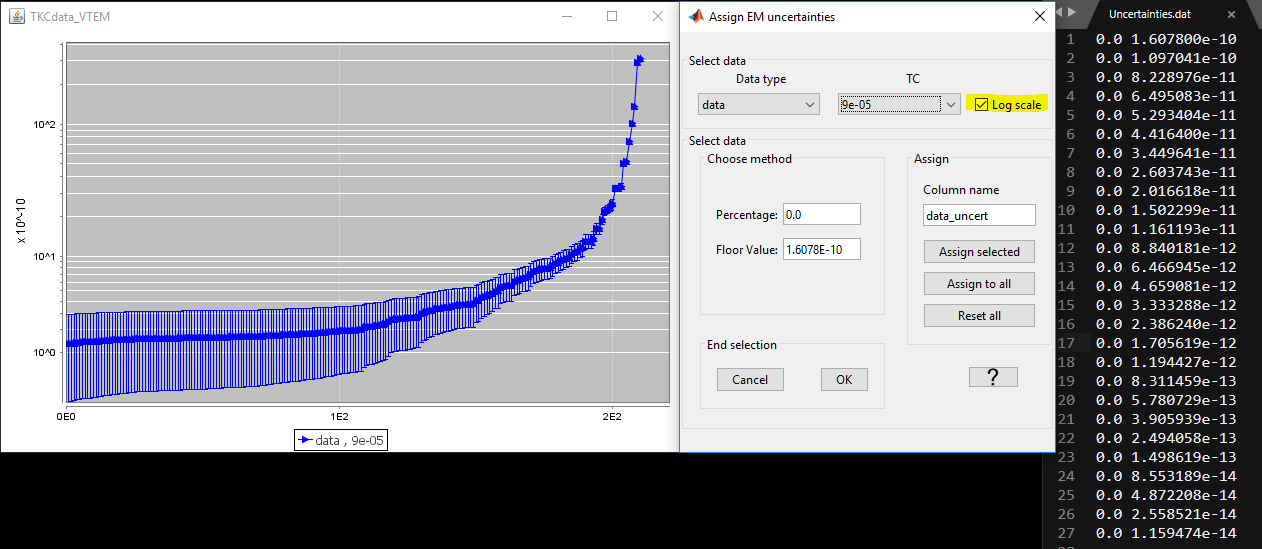 TKCdata_VTEM
10^2
10^1
10^0
x 10^-10
0E0
1E2
2E2
data , 9e-05
Assign EM uncertainties
Select data
Data type
TC
data
9e-05
Log scale
Select data
Choose method
Percentage:
0.0
Floor Value:
1.6078E-10
Assign
Column name
data_uncert
Assign selected
Assign to all
Reset all
End selection
Cancel
OK
?
Uncertainties.dat
1 0.0 1.607800e-10
2 0.0 1.097041e-10
3 0.0 8.228976e-11
4 0.0 6.495083e-11
5 0.0 5.293404e-11
6 0.0 4.416400e-11
7 0.0 3.449641e-11
8 0.0 2.603743e-11
9 0.0 2.016618e-11
10 0.0 1.502299e-11
11 0.0 1.161193e-11
12 0.0 8.840181e-12
13 0.0 6.466945e-12
14 0.0 4.659081e-12
15 0.0 3.333288e-12
16 0.0 2.386240e-12
17 0.0 1.705619e-12
18 0.0 1.194427e-12
19 0.0 8.311459e-13
20 0.0 5.780729e-13
21 0.0 3.905939e-13
22 0.0 2.494058e-13
23 0.0 1.498619e-13
24 0.0 8.553189e-14
25 0.0 4.872208e-14
26 0.0 2.558521e-14
27 0.0 1.159474e-14